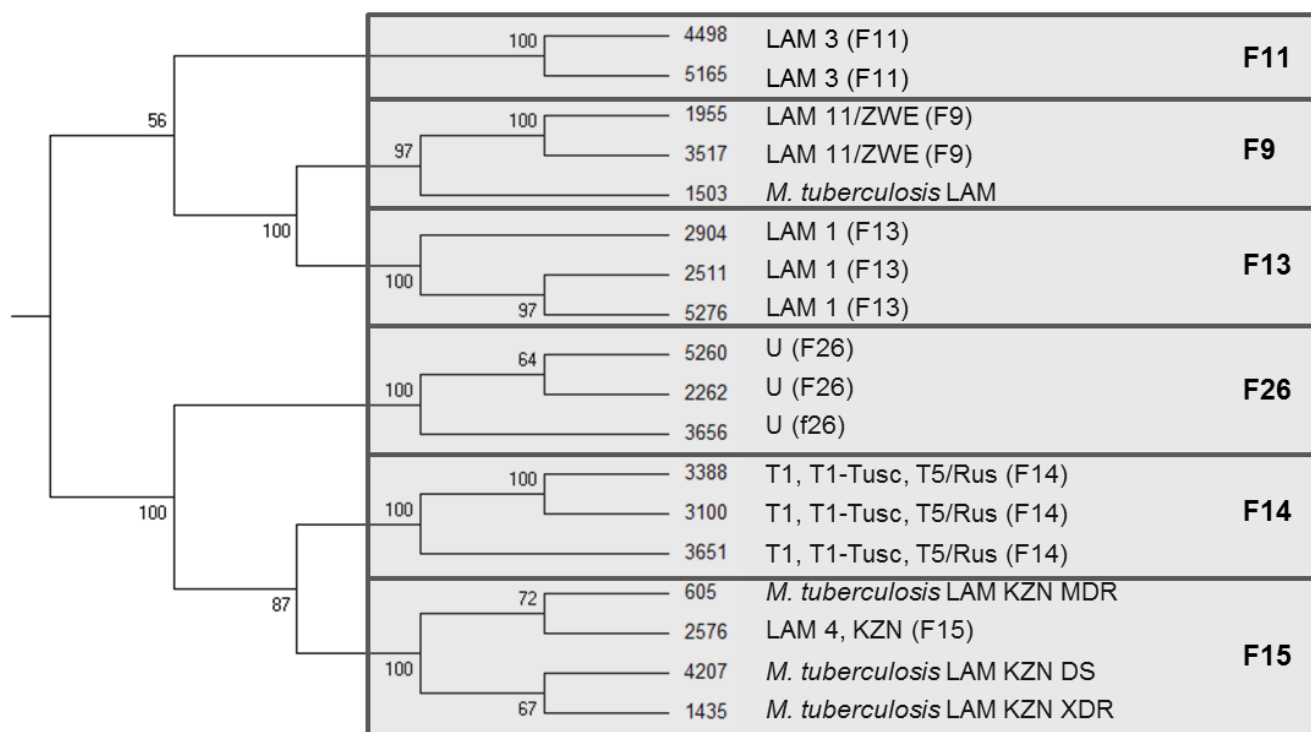 100
4498 LAM 3 (F11)
5165 LAM 3 (F11)
F11
56
100
1955 LAM 11/ZWE (F9)
97
3517 LAM 11/ZWE (F9)
F9
1503 M. tuberculosis LAM
100
2904 LAM 1 (F13)
100
2511 LAM 1 (F13)
F13
97
5276 LAM 1 (F13)
64
5260 U (F26)
100
2262 U (F26)
F26
3656 U (f26)
100
100
3388 T1, T1-Tusc, T5/Rus (F14)
100
3100 T1, T1-Tusc, T5/Rus (F14)
F14
3651 T1, T1-Tusc, T5/Rus (F14)
87
72
605 M. tuberculosis LAM KZN MDR
2576 LAM 4, KZN (F15)
F15
100
4207 M. tuberculosis LAM KZN DS
67
1435 M. tuberculosis LAM KZN XDR